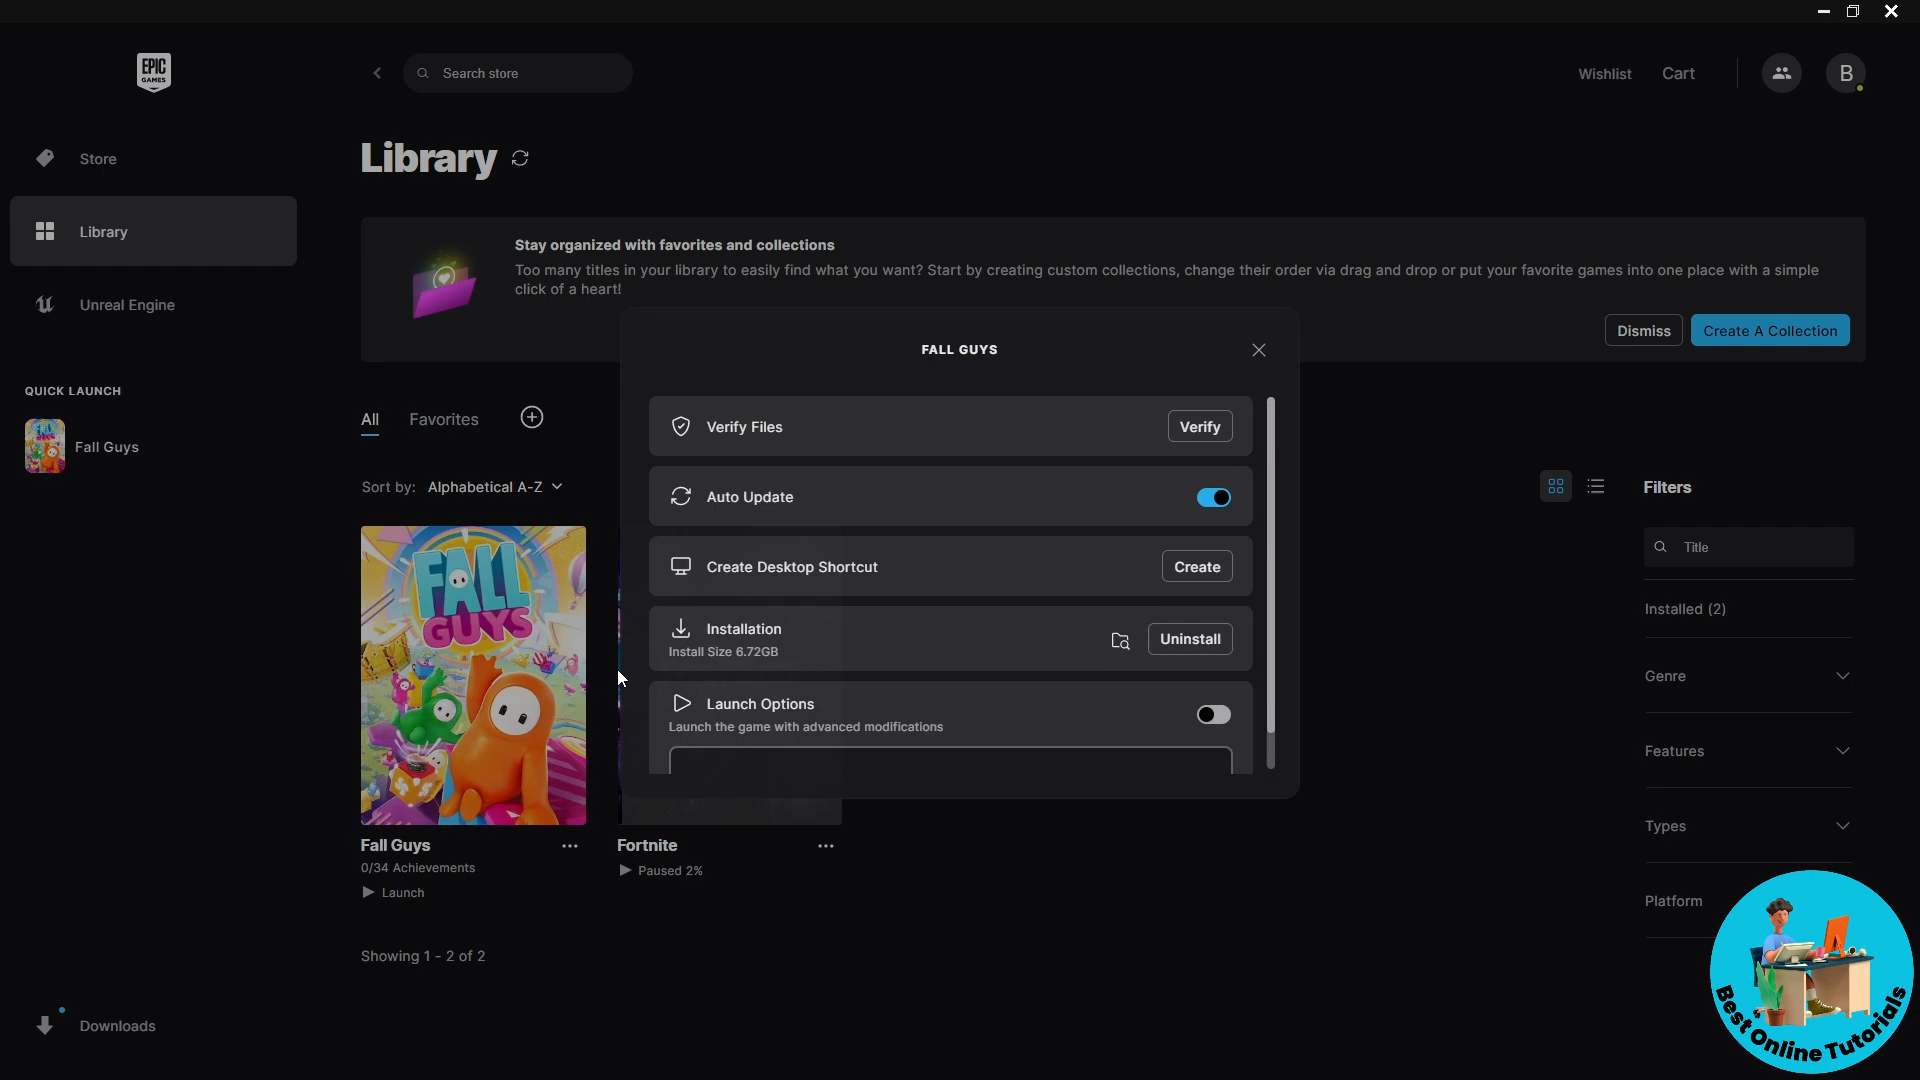 EPIC
GAMES
Search store
Wishlist
Cart
B
Store
Library
Unreal Engine
QUICK LAUNCH
Fall Guys
Library
Stay organized with favorites and collections
Too many titles in your library to easily find what you want? Start by creating custom collections, change their order via drag and drop or put your favorite games into one place with a simple
click of a heart!
Dismiss
Create A Collection
All
Favorites
Sort by: Alphabetical A-Z
FALL GUYS
Verify Files
Verify
Auto Update
Create Desktop Shortcut
Create
Installation
Install Size 6.72GB
Uninstall
Launch Options
Launch the game with advanced modifications
FALL
GUYS
Fall Guys
0/34 Achievements
Launch
Fortnite
Paused 2%
Showing 1 - 2 of 2
Filters
Title
Installed (2)
Genre
Features
Types
Platform
Downloads
Best Online Tutorials